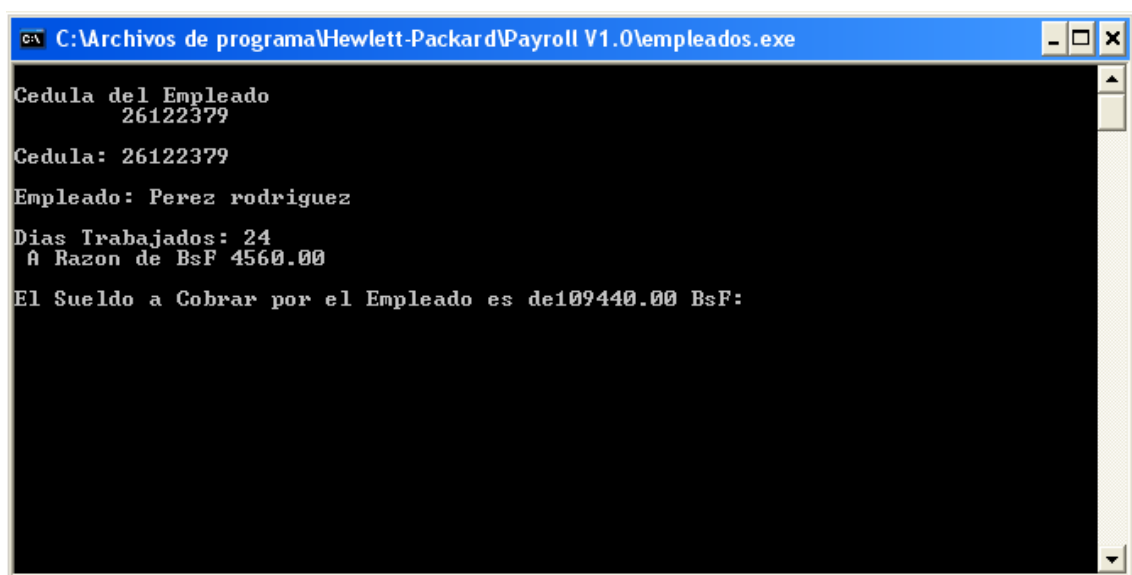 C:\Archivos de programa\Hewlett-Packard\Payroll V1.0\empleados.exe
Cedula del Empleado
26122379
Cedula: 26122379
Empleado: Perez rodriguez
Dias Trabajados: 24
A Razon de BsF 4560.00
El Sueldo a Cobrar por el Empleado es de109440.00 BsF: